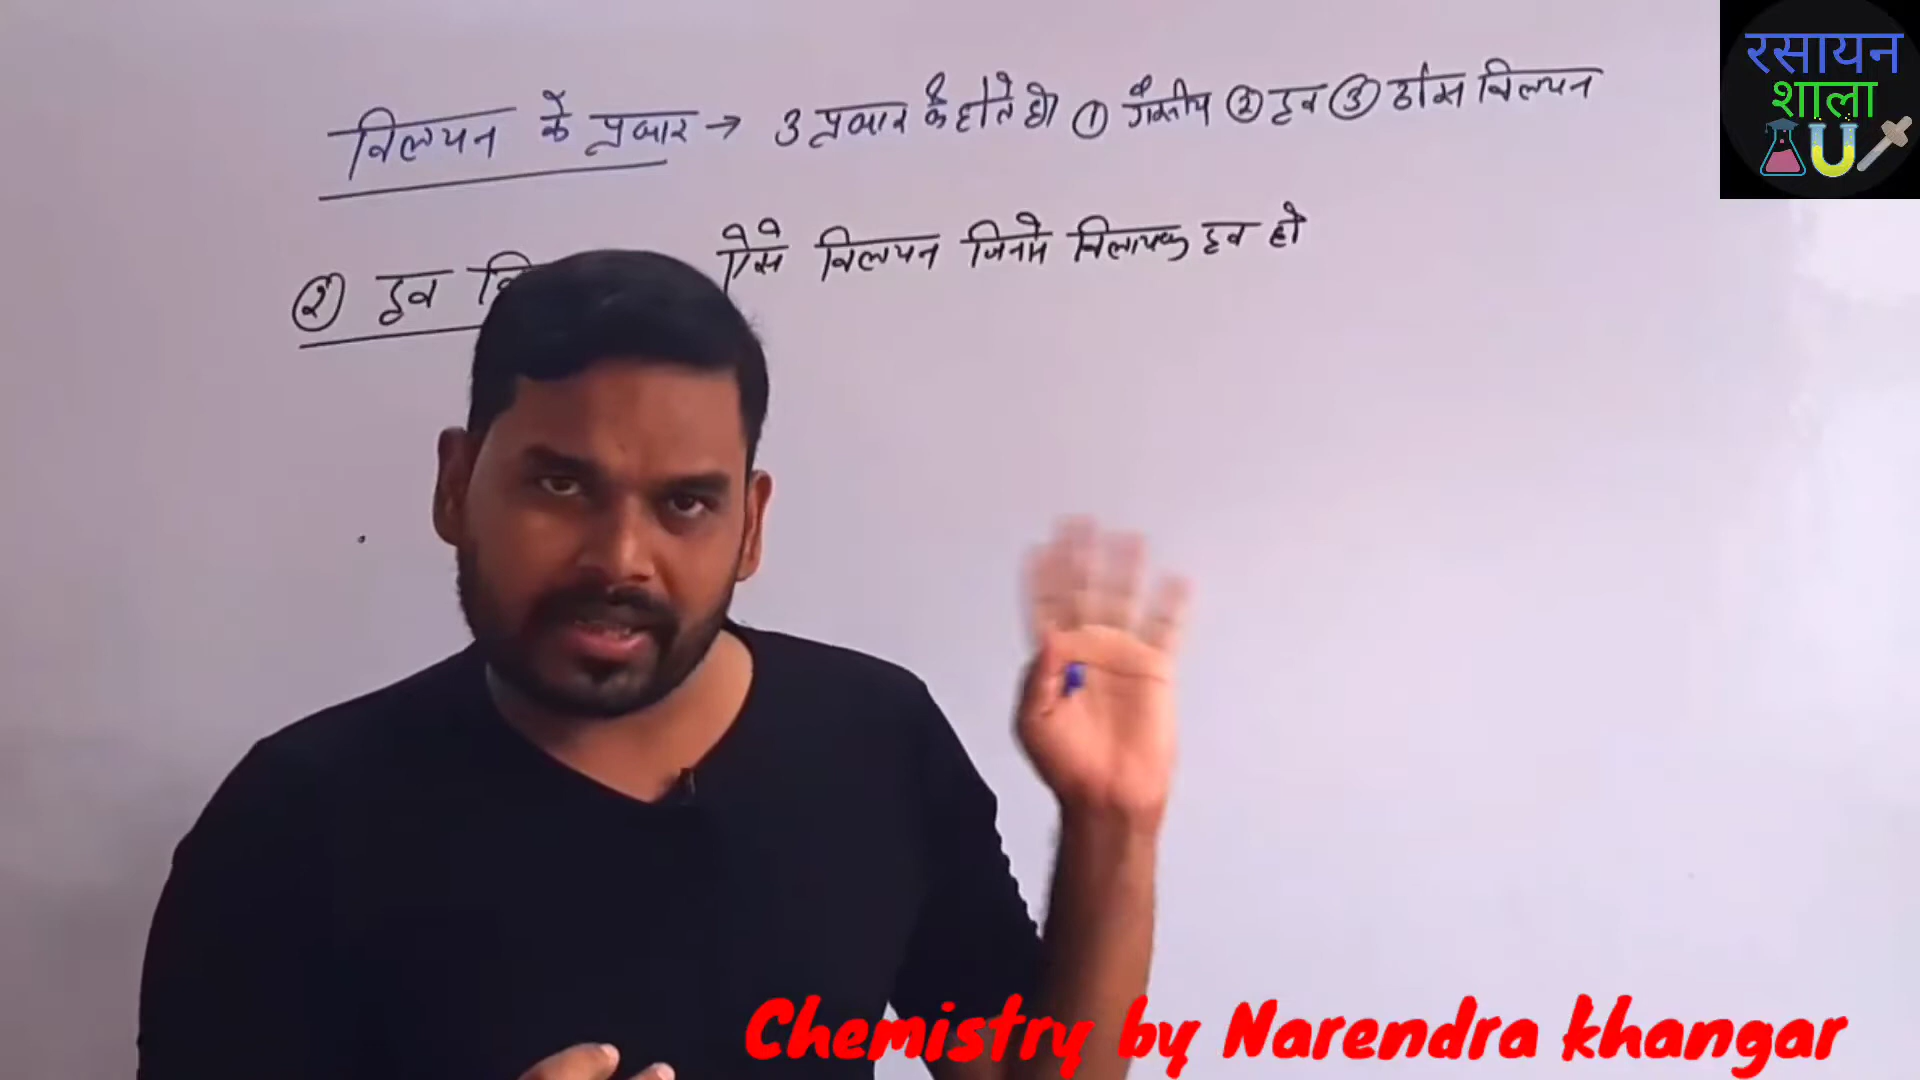 रसायन
शाला
विलयन के प्रकार → 3 प्रकार के होते है ① गैसीय ② द्रव ③ ठोस विलयन
② द्रव वि ऐसे विलयन जिनमे विलायक द्रव हो
Chemistry by Narendra khangar